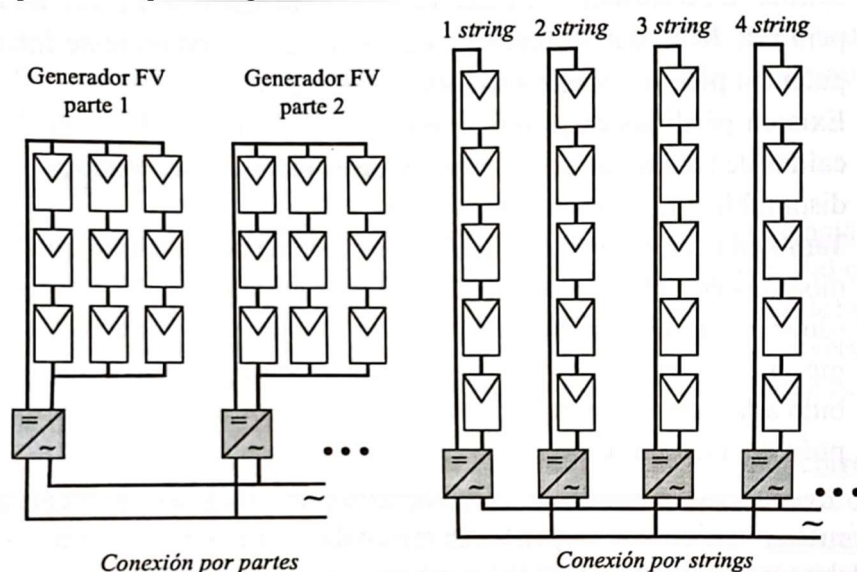 Generador FV
parte 1
Generador FV
parte 2
1 string
2 string
3 string
4 string
=
~
=
~
...
~
Conexión por partes
=
~
=
~
=
~
=
~
...
~
Conexión por strings